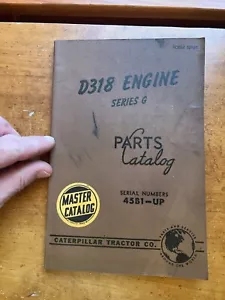 D318 ENGINE
SERIES G
PARTS
Catalog
SERIAL NUMBERS
45B1-UP
MASTER
CATALOG
CATERPILLAR TRACTOR CO.